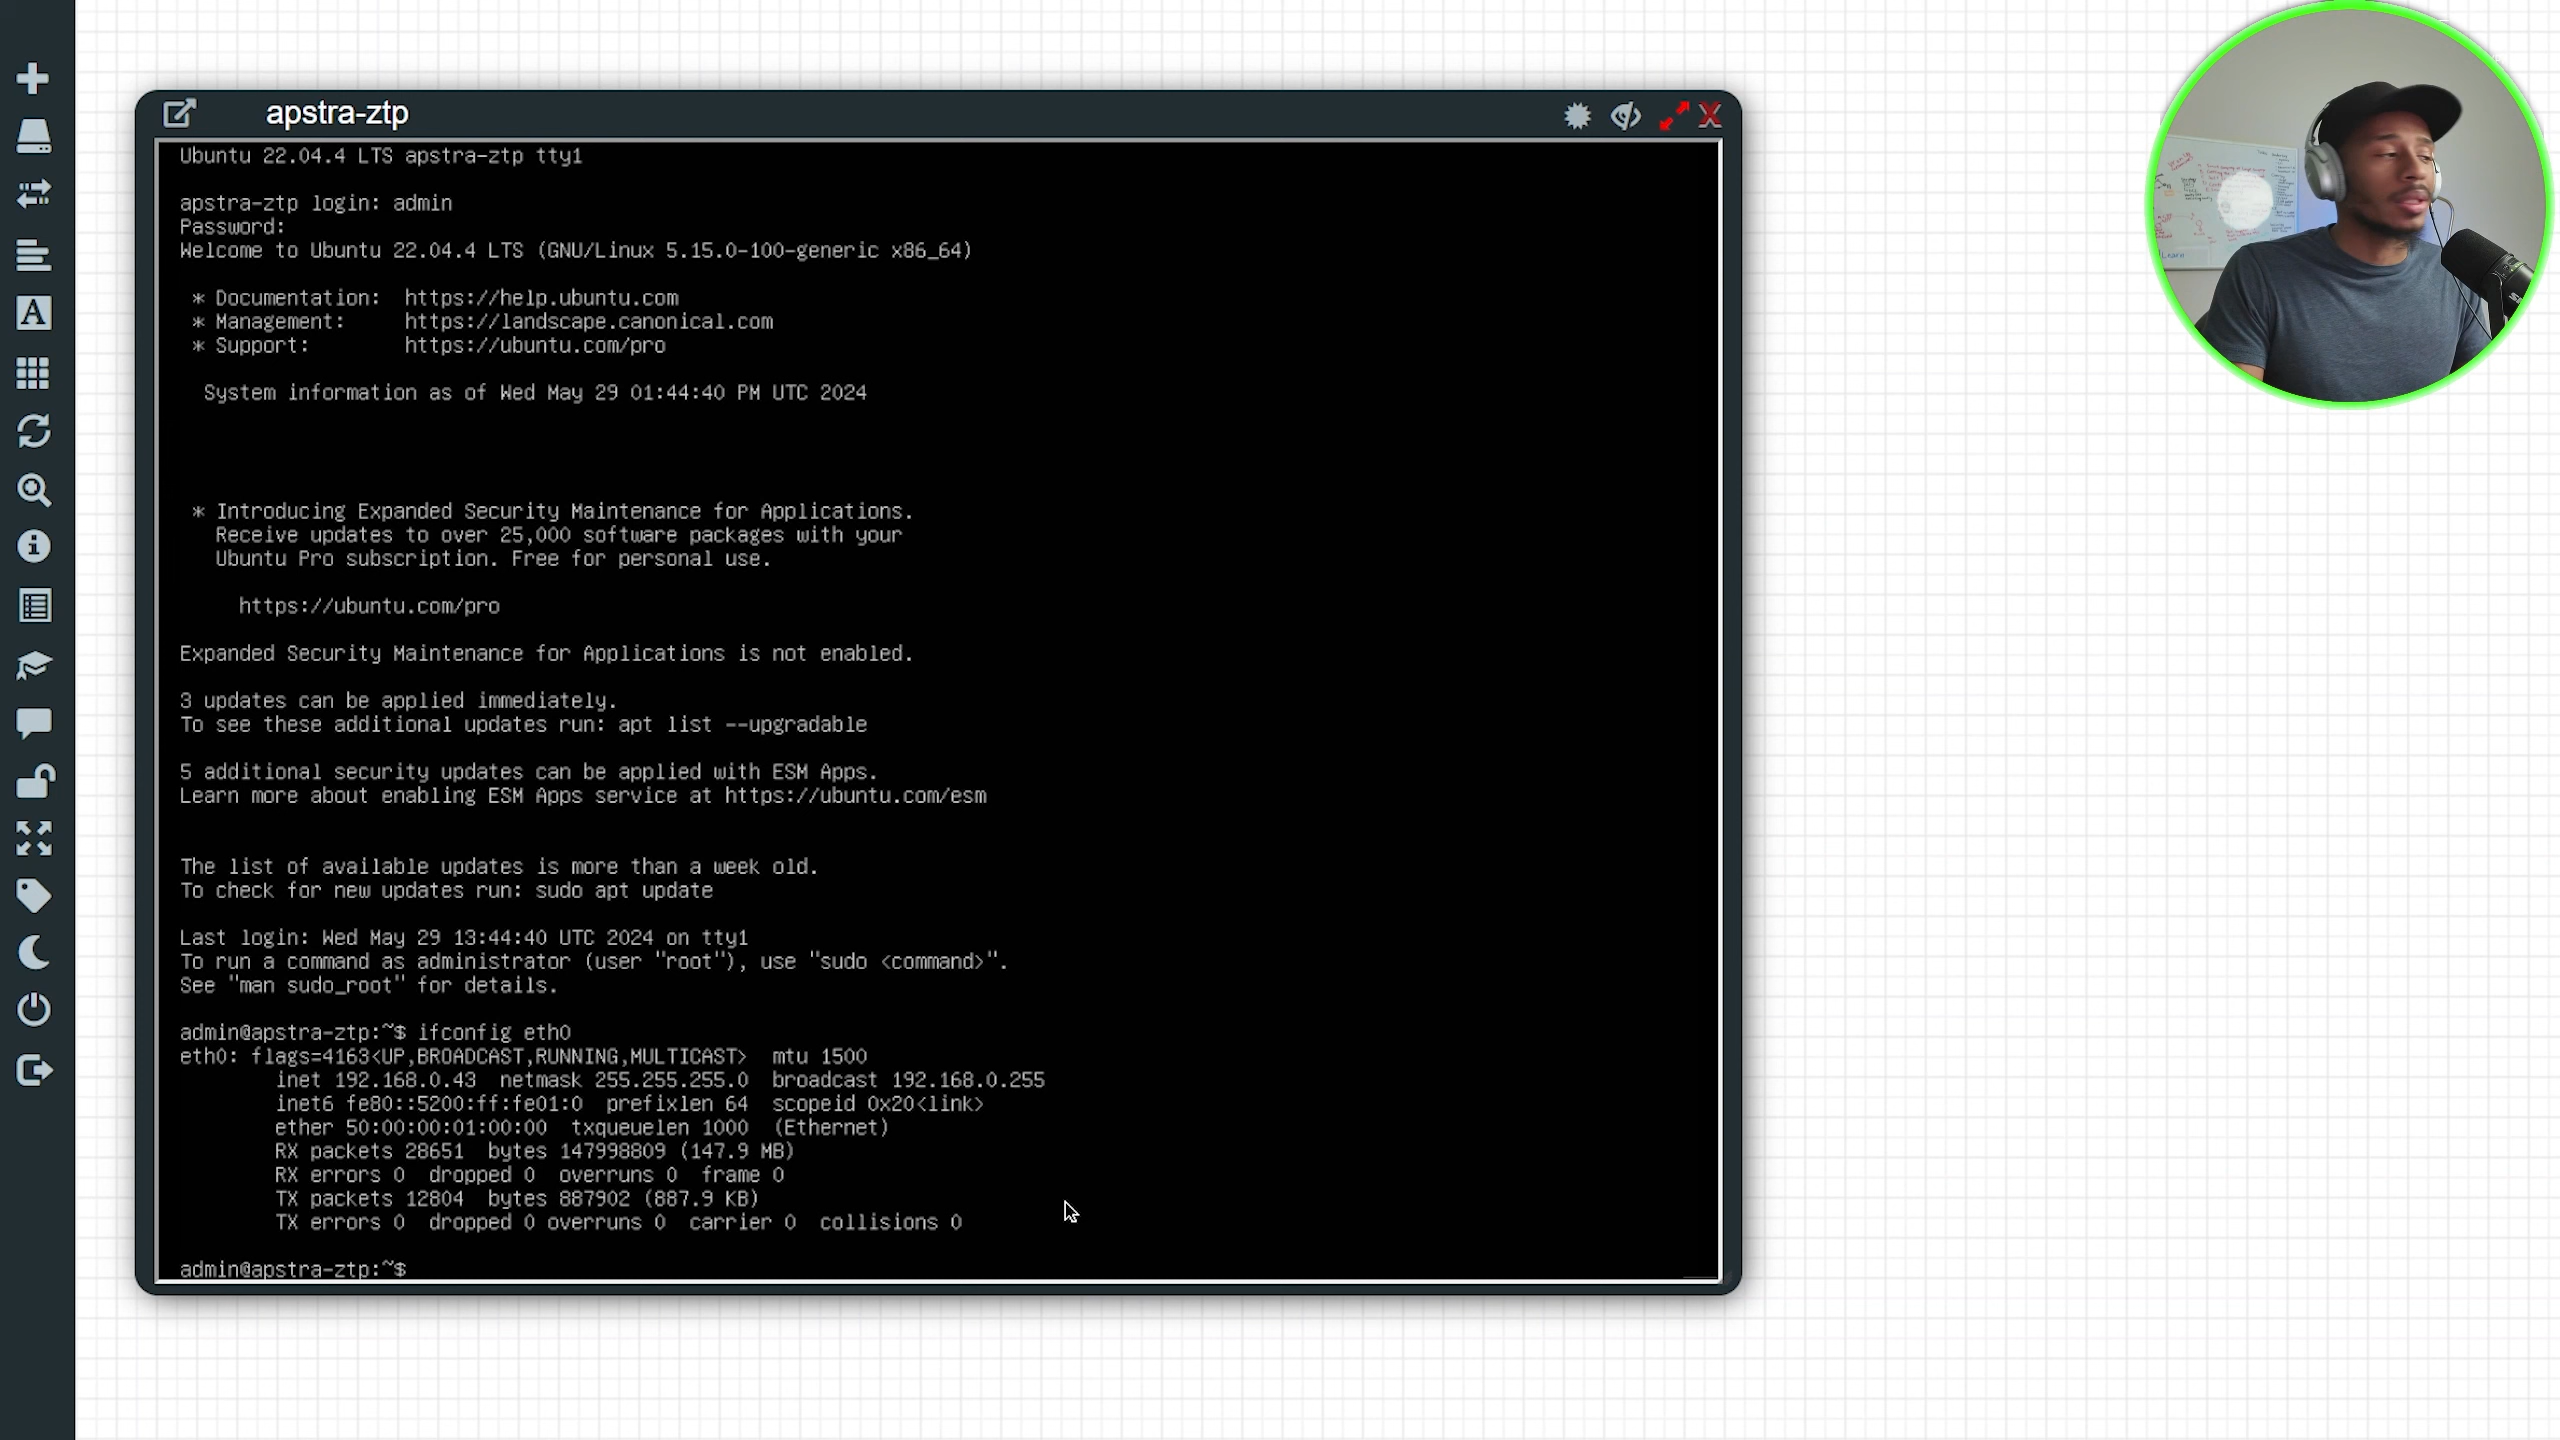 apstra-ztp
Ubuntu 22.04.4 LTS apstra-ztp tty1
apstra-ztp login: admin
Password:
Welcome to Ubuntu 22.04.4 LTS (GNU/Linux 5.15.0-100-generic x86_64)
* Documentation:  https://help.ubuntu.com
* Management:     https://landscape.canonical.com
* Support:        https://ubuntu.com/pro
System information as of Wed May 29 01:44:40 PM UTC 2024
* Introducing Expanded Security Maintenance for Applications.
Receive updates to over 25,000 software packages with your
Ubuntu Pro subscription. Free for personal use.
https://ubuntu.com/pro
Expanded Security Maintenance for Applications is not enabled.
3 updates can be applied immediately.
To see these additional updates run: apt list --upgradable
5 additional security updates can be applied with ESM Apps.
Learn more about enabling ESM Apps service at https://ubuntu.com/esm
The list of available updates is more than a week old.
To check for new updates run: sudo apt update
Last login: Wed May 29 13:44:40 UTC 2024 on tty1
To run a command as administrator (user "root"), use "sudo <command>".
See "man sudo_root" for details.
admin@apstra-ztp:~$ ifconfig eth0
eth0: flags=4163<UP,BROADCAST,RUNNING,MULTICAST>  mtu 1500
inet 192.168.0.43  netmask 255.255.255.0  broadcast 192.168.0.255
inet6 fe80::5200:ff:fe01:0  prefixlen 64  scopeid 0x20<link>
ether 50:00:00:01:00:00  txqueuelen 1000  (Ethernet)
RX packets 28651  bytes 147998809 (147.9 MB)
RX errors 0  dropped 0  overruns 0  frame 0
TX packets 12804  bytes 887902 (887.9 KB)
TX errors 0  dropped 0 overruns 0  carrier 0  collisions 0
admin@apstra-ztp:~$